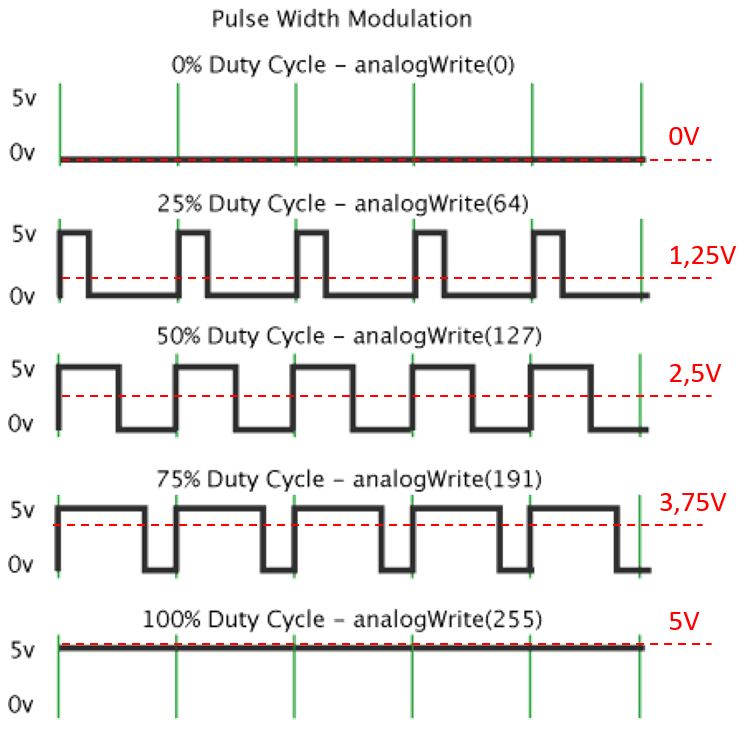 Pulse Width Modulation
0% Duty Cycle – analogWrite(0)
5v
0v
0V
25% Duty Cycle – analogWrite(64)
5v
1,25V
0v
50% Duty Cycle – analogWrite(127)
5v
2,5V
0v
75% Duty Cycle – analogWrite(191)
3,75V
5v
0v
100% Duty Cycle – analogWrite(255)
5V
5v
0v